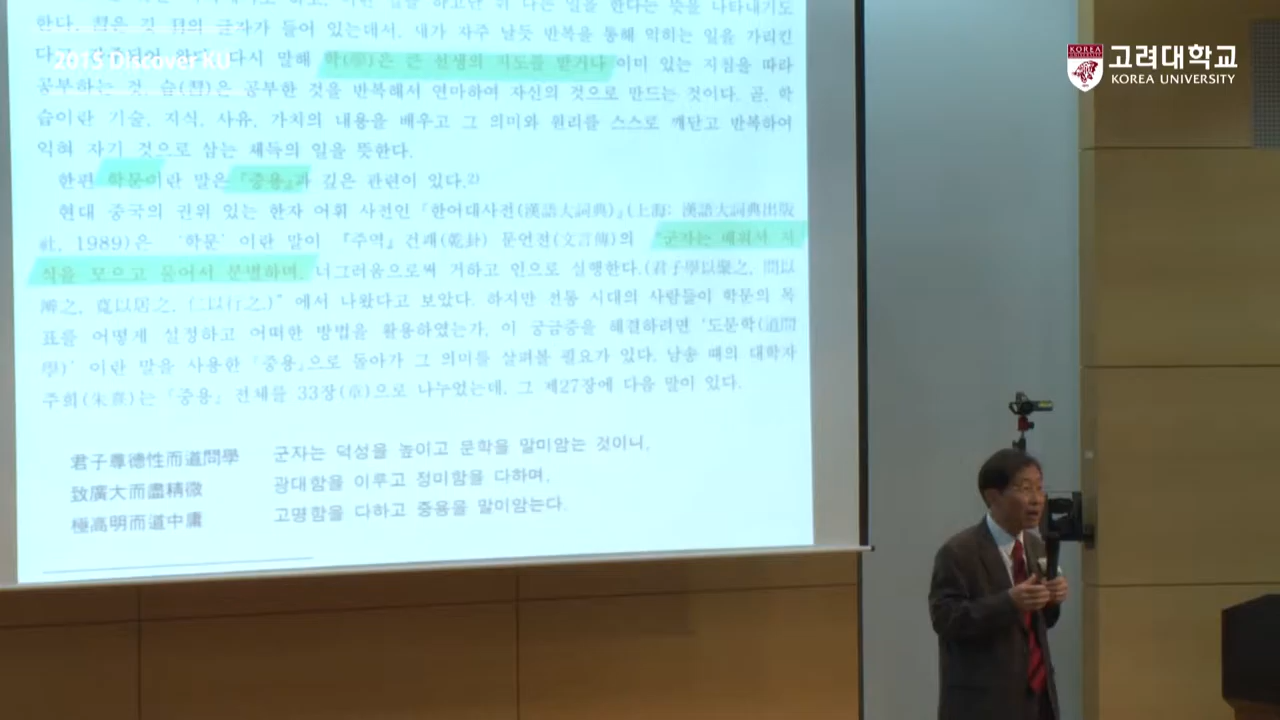 한다. 習은 깃 羽의 글자가 들어 있는데서, 새가 자주 날듯 반복을 통해 익히는 일을 가리킨
2015 Discover KU
다시 말해 학(學)은 큰 선생의 지도를 받거나 이미 있는 지침을 따라
공부하는 것, 습(習)은 공부한 것을 반복해서 연마하여 자신의 것으로 만드는 것이다. 곧, 학
습이란 기술, 지식, 사유, 가치의 내용을 배우고 그 의미와 원리를 스스로 깨닫고 반복하여
익혀 자기 것으로 삼는 체득의 일을 뜻한다.
한편 학문이란 말은 『중용』과 깊은 관련이 있다.2)
현대 중국의 권위 있는 한자 어휘 사전인 『한어대사전(漢語大詞典)』(上海: 漢語大詞典出版
社, 1989)은 '학문'이란 말이 『주역』 건괘(乾卦) 문언전(文言傳)의 "군자는 배워서 지
식을 모으고 물어서 분별하며, 너그러움으로써 거하고 인으로 실행한다.(君子學以聚之, 問以
辨之, 寬以居之, 仁以行之.)" 에서 나왔다고 보았다. 하지만 전통 시대의 사람들이 학문의 목
표를 어떻게 설정하고 어떠한 방법을 활용하였는가, 이 궁금증을 해결하려면 '도문학(道問
學)' 이란 말을 사용한 『중용』으로 돌아가 그 의미를 살펴볼 필요가 있다. 남송 때의 대학자
주희(朱熹)는 『중용』 전체를 33장(章)으로 나누었는데, 그 제27장에 다음 말이 있다.
君子尊德性而道問學 군자는 덕성을 높이고 문학을 말미암는 것이니,
致廣大而盡精微 광대함을 이루고 정미함을 다하며,
極高明而道中庸 고명함을 다하고 중용을 말미암는다.
KOREA
고려대학교
KOREA UNIVERSITY